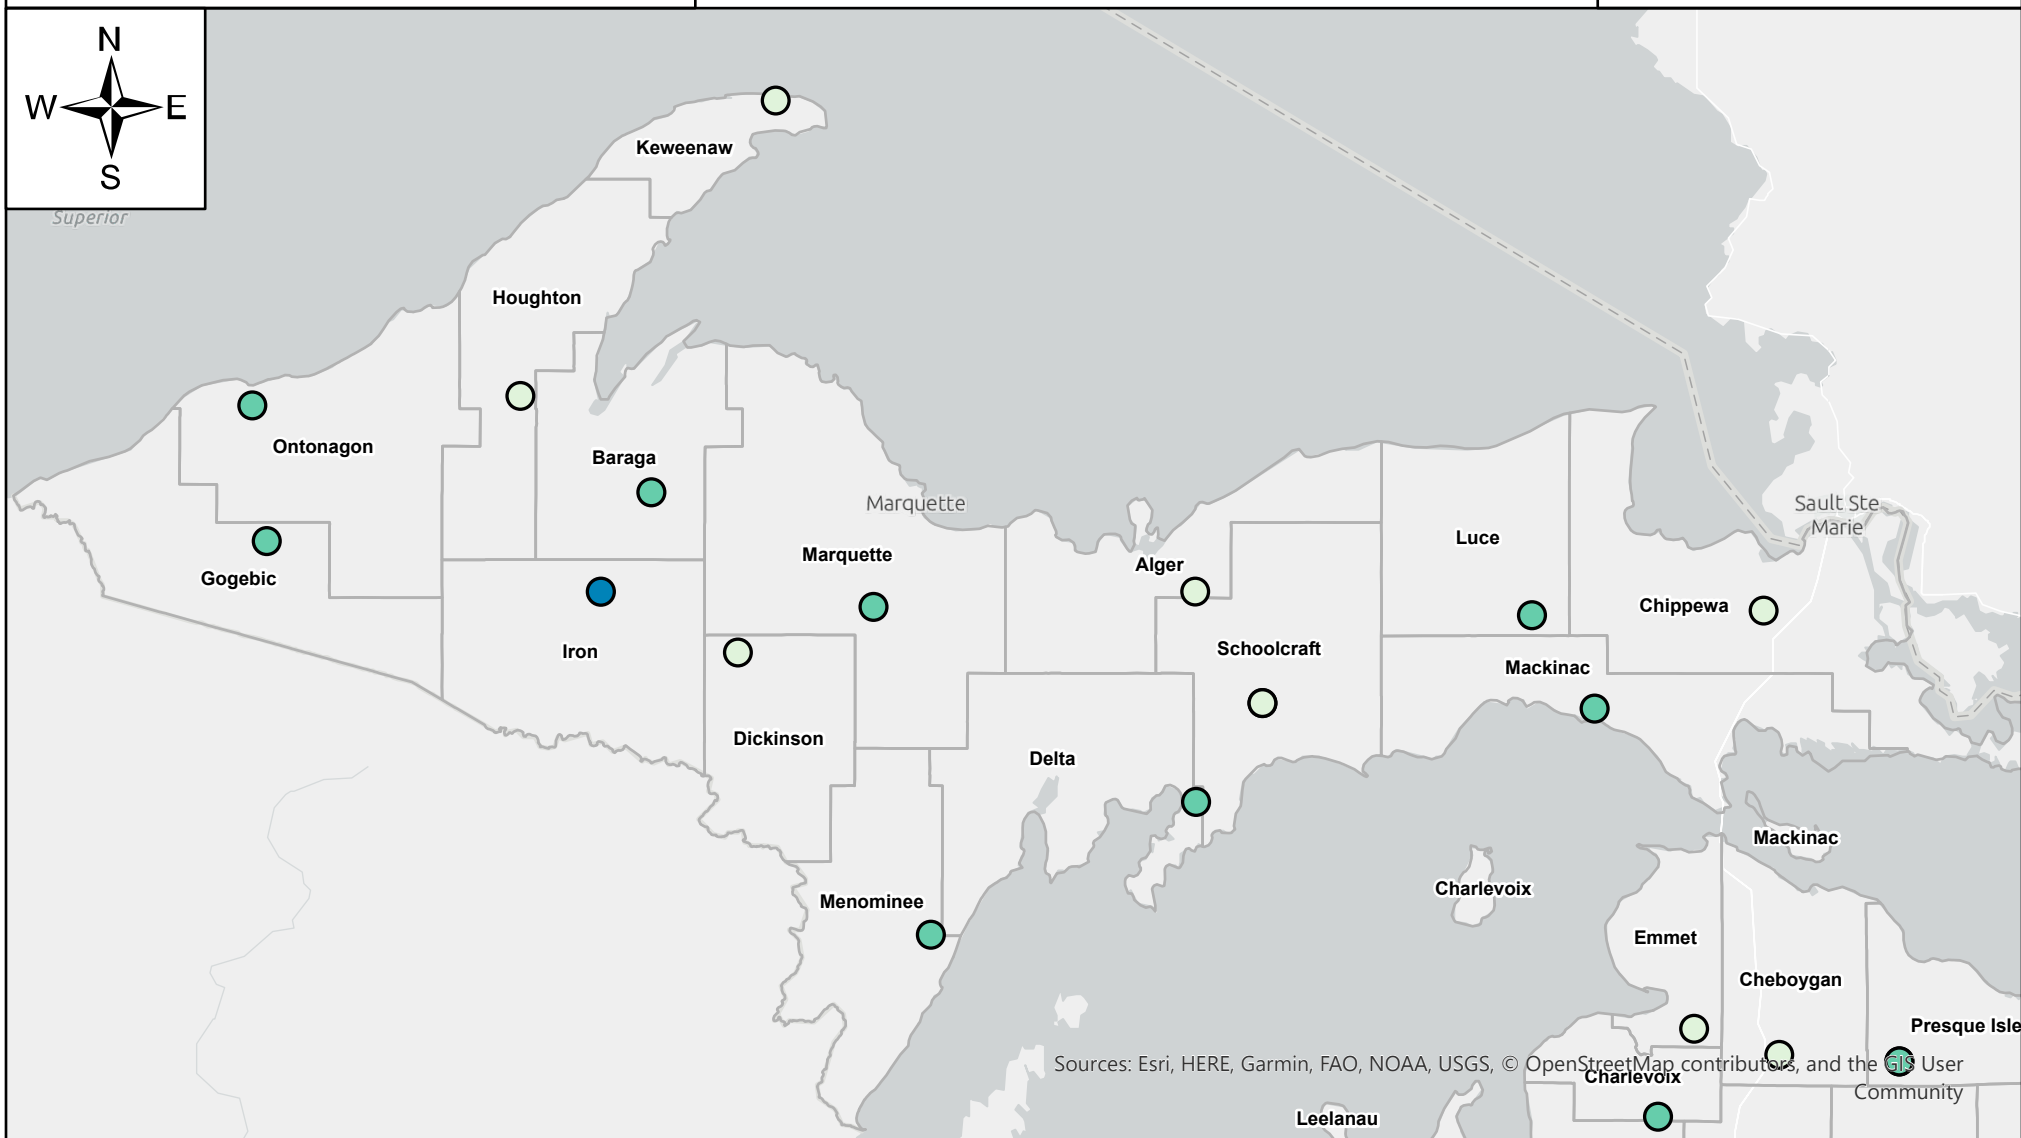 N
W E
S
Superior
Keweenaw
Houghton
Ontonagon
Baraga
Marquette
Sault Ste
Marie
Luce
Marquette
Alger
Gogebic
Chippewa
Iron
Schoolcraft
Mackinac
Dickinson
Delta
Mackinac
Charlevoix
Menominee
Emmet
Cheboygan
Presque Isle
Sources: Esri, HERE, Garmin, FAO, NOAA, USGS, © OpenStreetMap contributors, and the GIS User
Community
Charlevoix
Leelanau